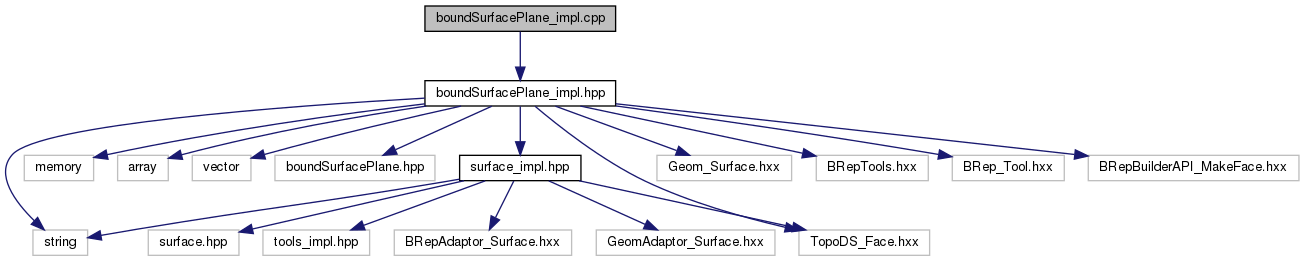 boundSurfacePlane_impl.cpp
boundSurfacePlane_impl.hpp
memory
array
vector
boundSurfacePlane.hpp
surface_impl.hpp
Geom_Surface.hxx
BRepTools.hxx
BRep_Tool.hxx
BRepBuilderAPI_MakeFace.hxx
string
surface.hpp
tools_impl.hpp
BRepAdaptor_Surface.hxx
GeomAdaptor_Surface.hxx
TopoDS_Face.hxx